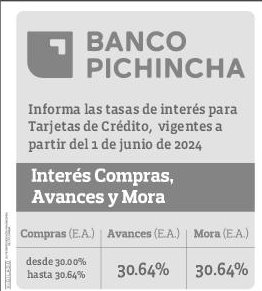 BANCO
PICHINCHA
Informa las tasas de interés para
Tarjetas de Crédito, vigentes a
partir del 1 de junio de 2024
Interés Compras,
Avances y Mora
Compras (E.A.) Avances (E.A.) Mora (E.A.)
desde 30.00%
hasta 30.64%
30.64% 30.64%